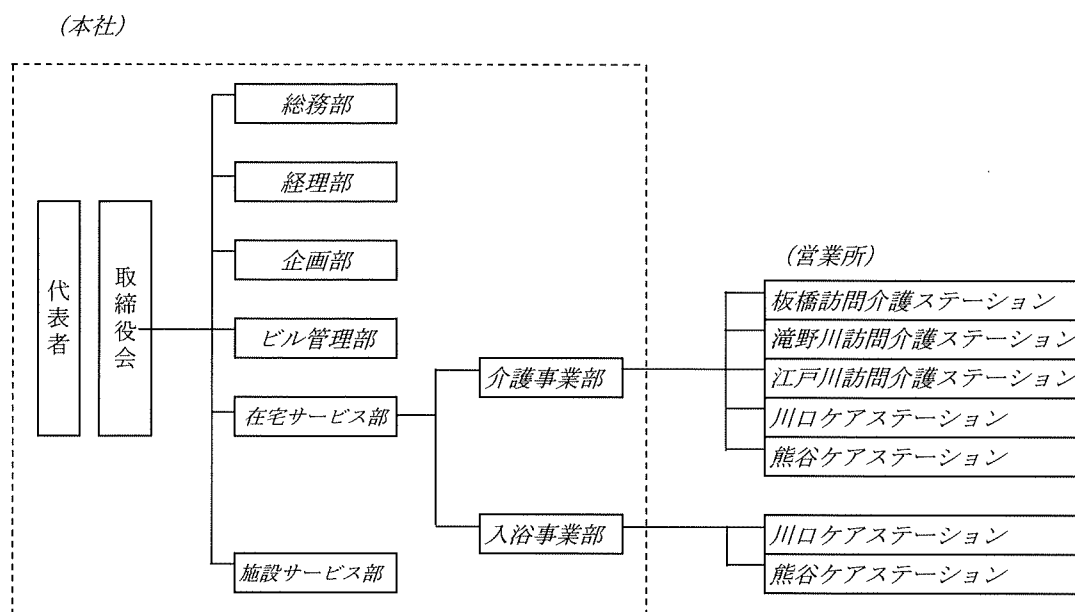 (本社)
総務部
経理部
企画部
ビル管理部
在宅サービス部
施設サービス部
代表者
取締役会
介護事業部
入浴事業部
(営業所)
板橋訪問介護ステーション
滝野川訪問介護ステーション
江戸川訪問介護ステーション
川口ケアステーション
熊谷ケアステーション
川口ケアステーション
熊谷ケアステーション